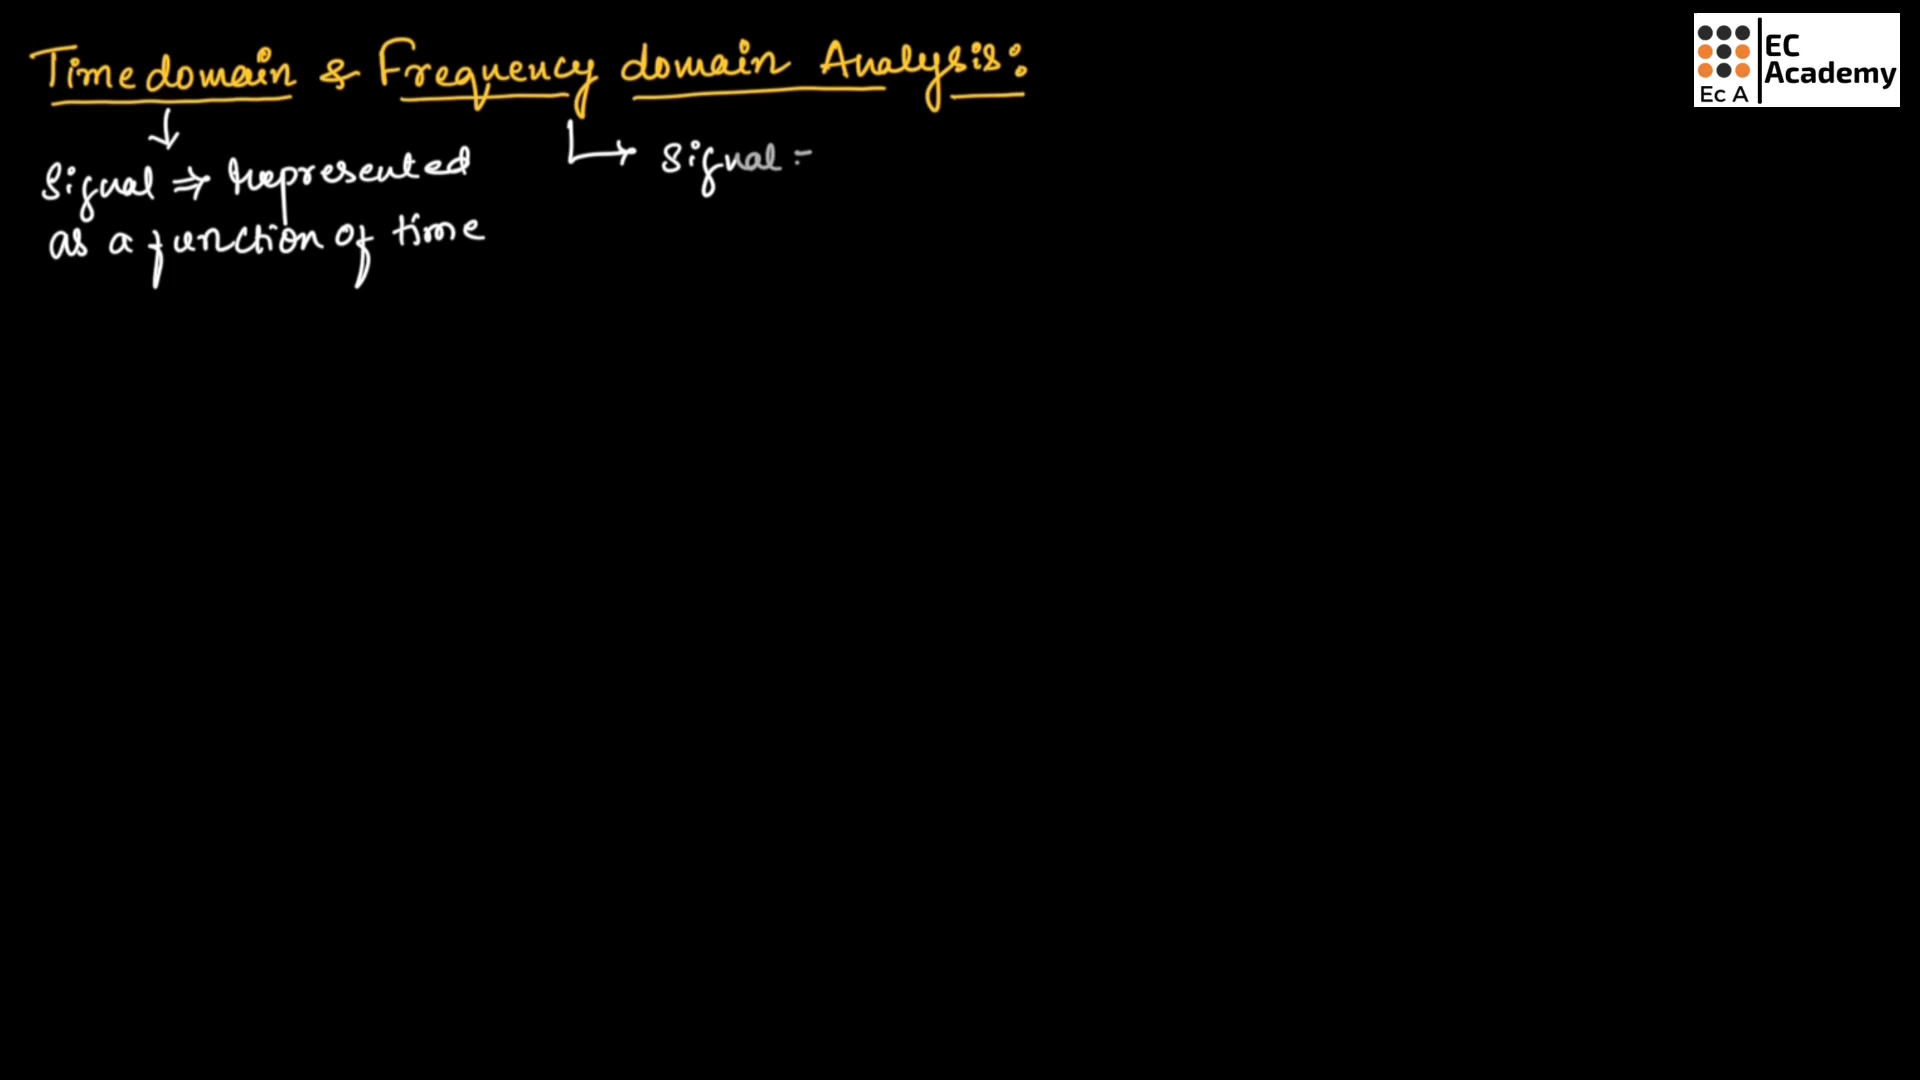 Time domain & Frequency domain Analysis:
Signal ⇒ represented
as a function of time
↳ Signal =
EC
Academy
Ec A